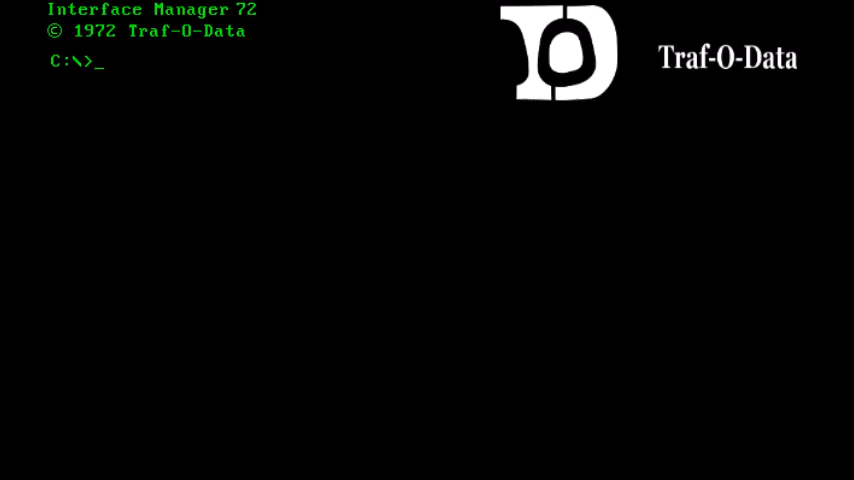 Interface Manager 72
© 1972 Traf-O-Data
C:\>_
Traf-O-Data